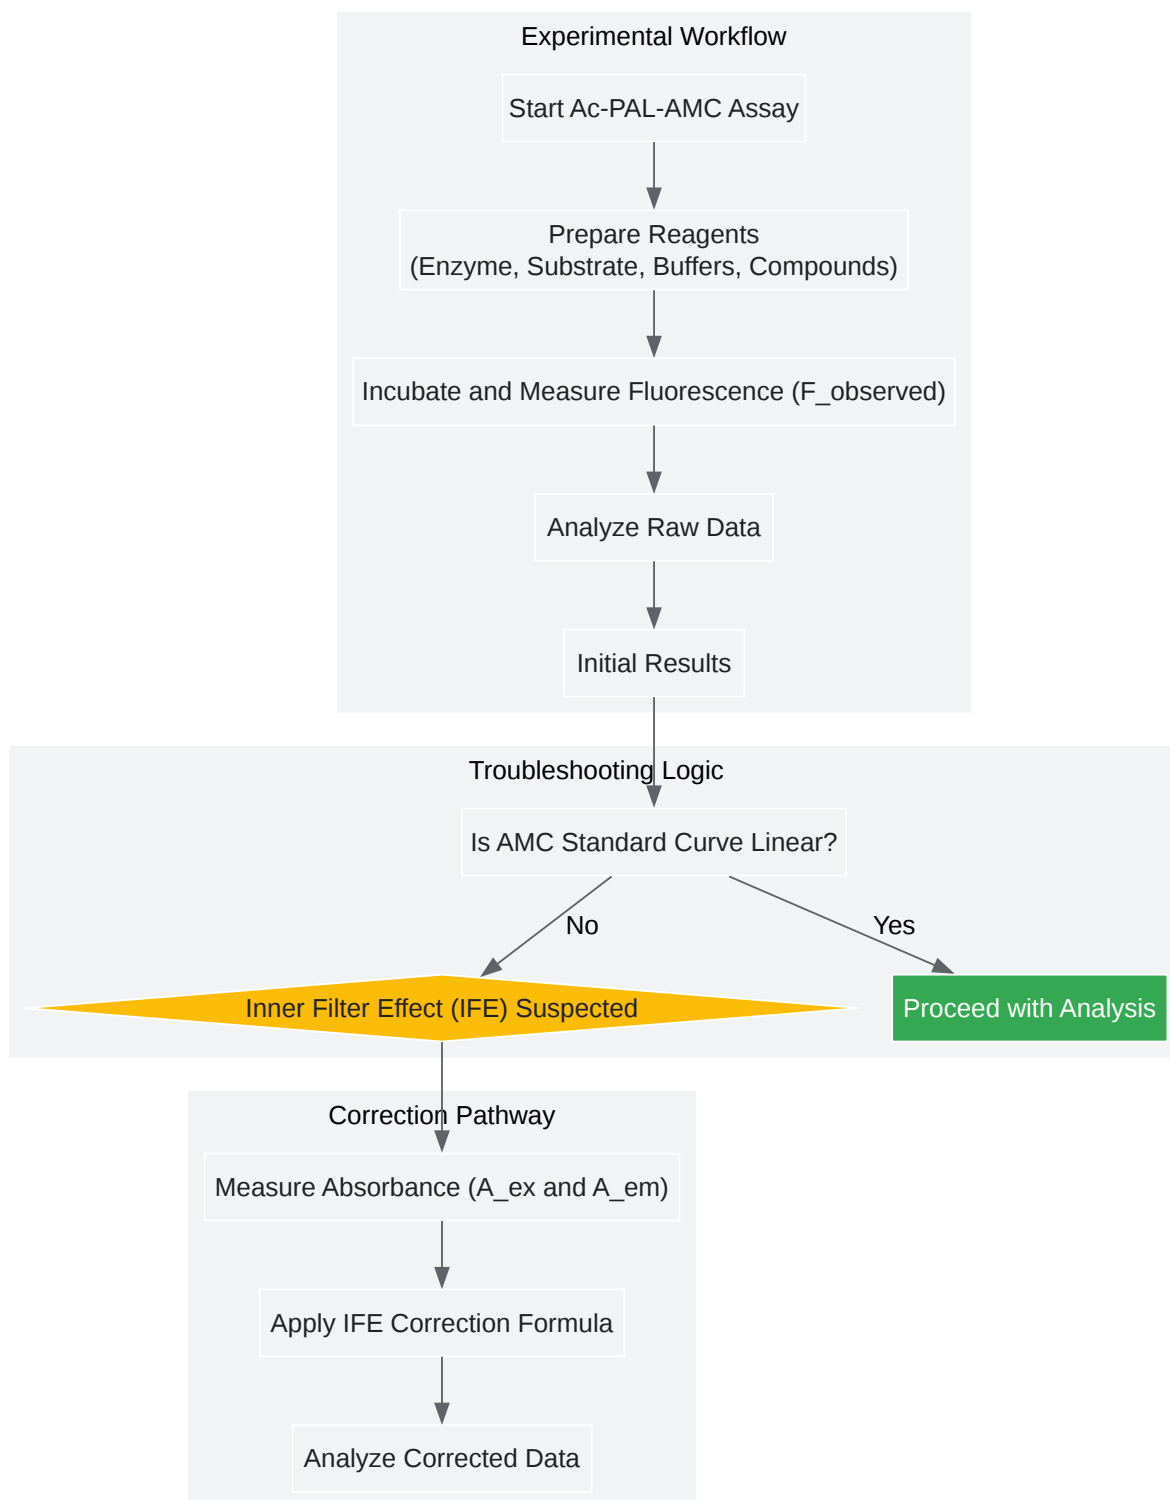 Experimental Workflow
Start Ac-PAL-AMC Assay
Prepare Reagents
(Enzyme, Substrate, Buffers, Compounds)
Incubate and Measure Fluorescence (F_observed)
Analyze Raw Data
Initial Results
Troubleshooting Logic
Is AMC Standard Curve Linear?
No
Yes
Inner Filter Effect (IFE) Suspected
Proceed with Analysis
Correction Pathway
Measure Absorbance (A_ex and A_em)
Apply IFE Correction Formula
Analyze Corrected Data